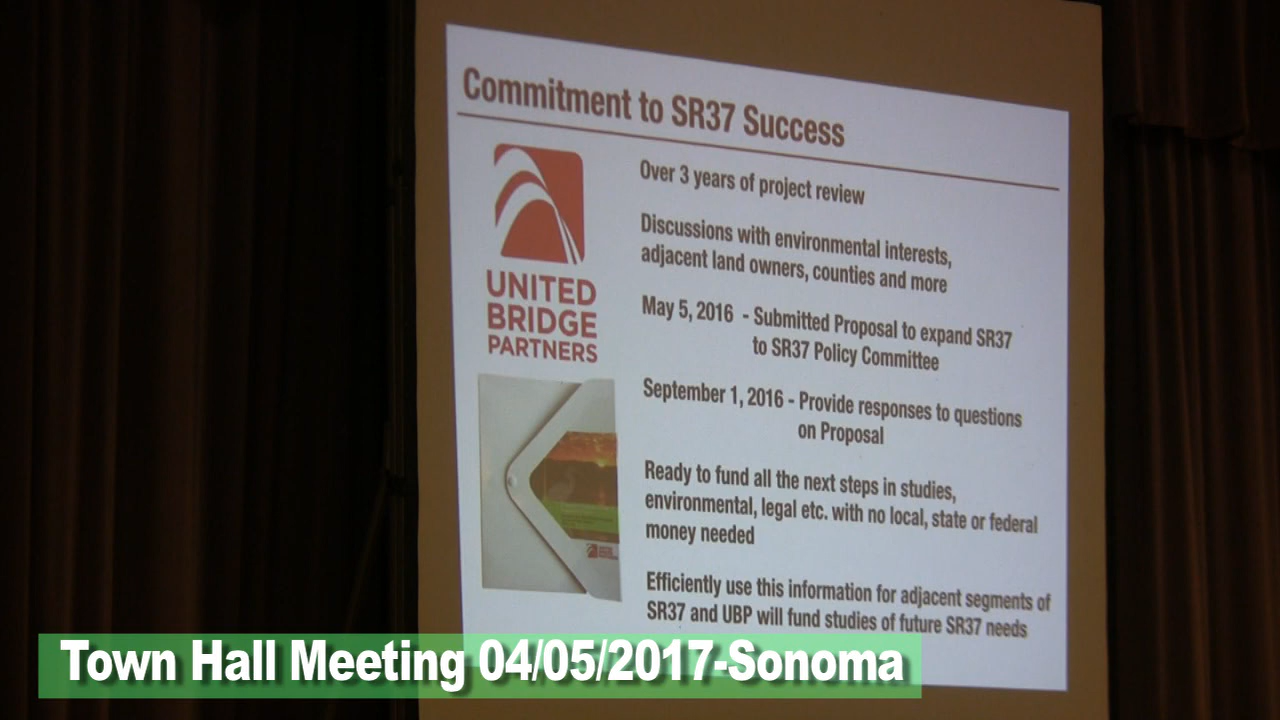 Commitment to SR37 Success
UNITED
BRIDGE
PARTNERS
Over 3 years of project review
Discussions with environmental interests,
adjacent land owners, counties and more
May 5, 2016 - Submitted Proposal to expand SR37
to SR37 Policy Committee
September 1, 2016 - Provide responses to questions
on Proposal
Ready to fund all the next steps in studies,
environmental, legal etc. with no local, state or federal
money needed
Efficiently use this information for adjacent segments of
SR37 and UBP will fund studies of future SR37 needs
Town Hall Meeting 04/05/2017-Sonoma